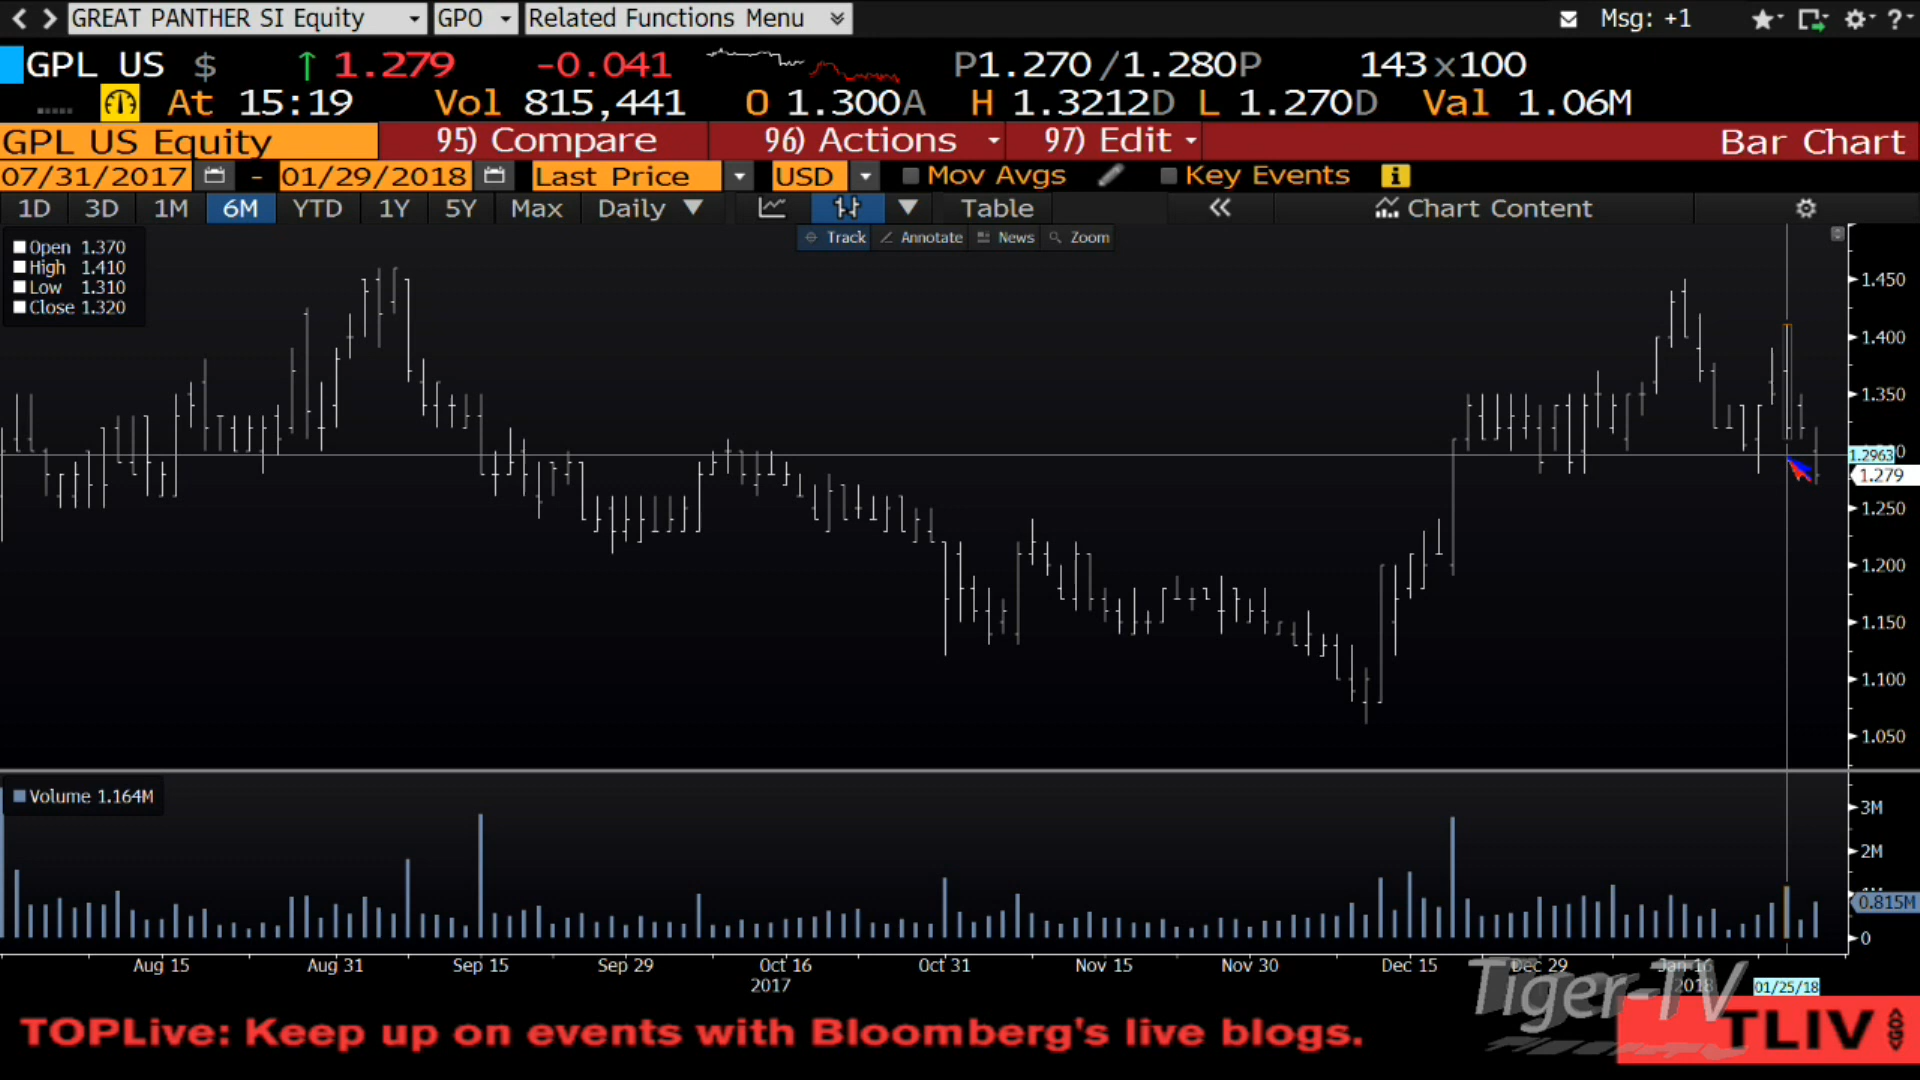 GREAT PANTHER SI Equity GPO Related Functions Menu Msg: +1 ?
GPL US $ ↑ 1.279 -0.041 P1.270 /1.280P 143x100
At 15:19 Vol 815,441 O 1.300A H 1.3212D L 1.270D Val 1.06M
GPL US Equity 95) Compare 96) Actions 97) Edit Bar Chart
07/31/2017 - 01/29/2018 Last Price USD Mov Avgs Key Events i
1D 3D 1M 6M YTD 1Y 5Y Max Daily ▼ Table « Chart Content
Track Annotate News Zoom
Open 1.370
High 1.410
Low 1.310
Close 1.320
1.450
1.400
1.350
1.2963
1.279
1.250
1.200
1.150
1.100
1.050
Volume 1.164M
3M
2M
0.815M
0
Aug 15 Aug 31 Sep 15 Sep 29 Oct 16 Oct 31 Nov 15 Nov 30 Dec 15 Dec 29 Jan 16
2017 2018 01/25/18
Tiger-TV
TOPLive: Keep up on events with Bloomberg's live blogs. TLIV